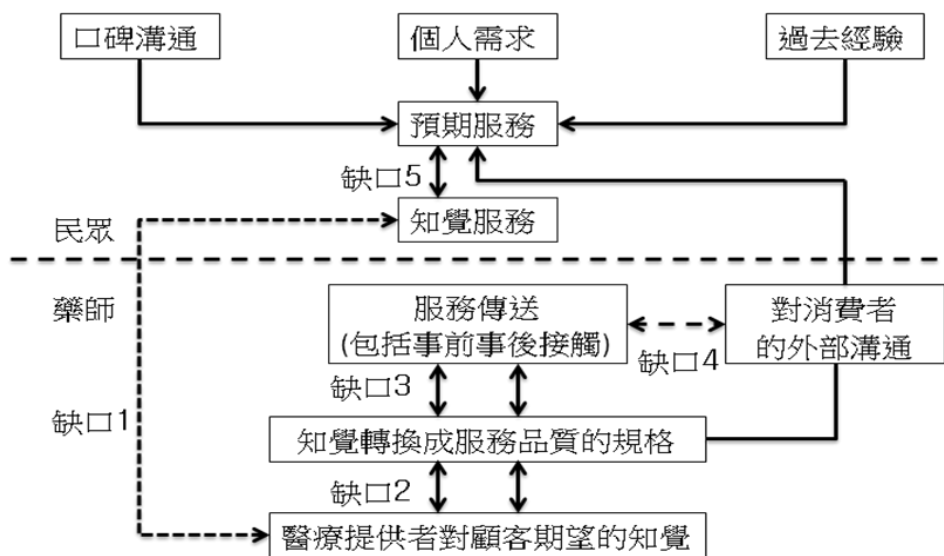 口碑溝通
個人需求
過去經驗
預期服務
缺口5
知覺服務
民眾
藥師
服務傳送
(包括事前事後接觸)
對消費者
的外部溝通
缺口4
缺口3
缺口1
知覺轉換成服務品質的規格
缺口2
醫療提供者對顧客期望的知覺